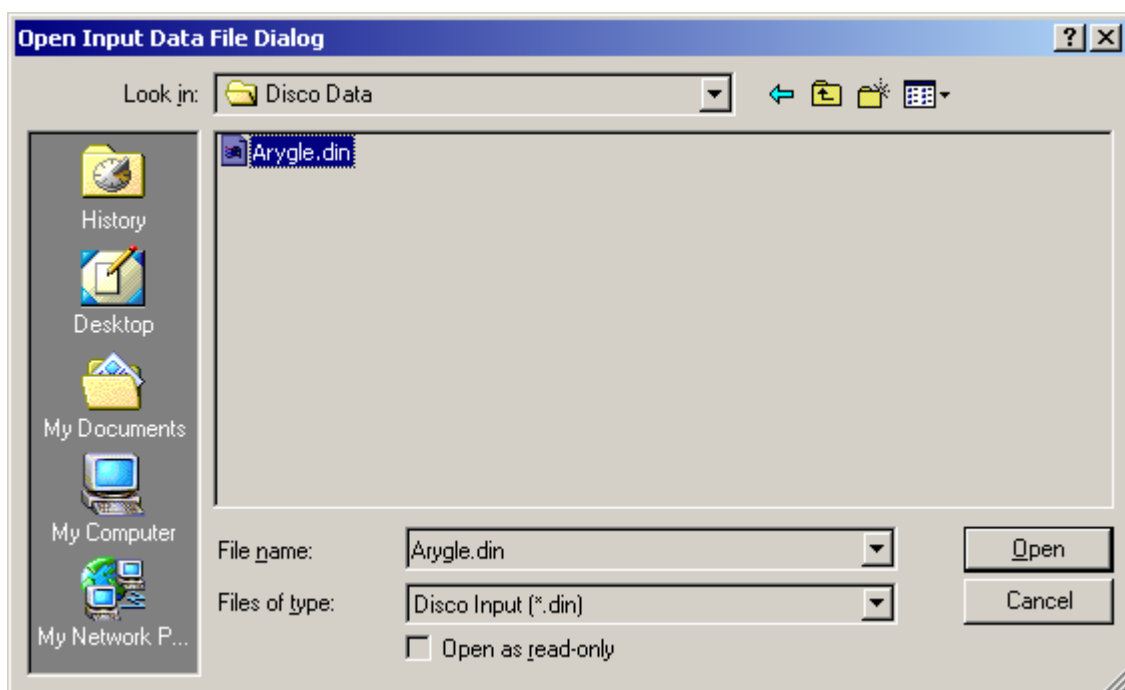 Open Input Data File Dialog
?
Look in: Disco Data
Arygle.din
History
Desktop
My Documents
My Computer
My Network P...
File name: Arygle.din Open
Files of type: Disco Input (*.din) Cancel
Open as read-only